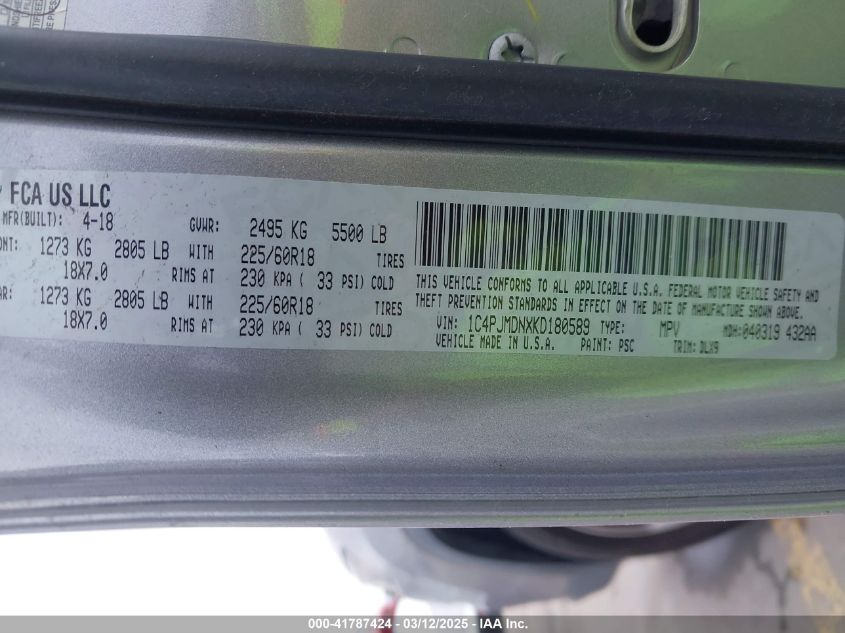 FCA US LLC
MFR(BUILT): 4-18 GVWR: 2495 KG 5500 LB
1273 KG 2805 LB WITH 225/60R18 TIRES
18X7.0 RIMS AT 230 KPA ( 33 PSI) COLD
1273 KG 2805 LB WITH 225/60R18 TIRES
18X7.0 RIMS AT 230 KPA ( 33 PSI) COLD
THIS VEHICLE CONFORMS TO ALL APPLICABLE U.S.A. FEDERAL MOTOR VEHICLE SAFETY AND
THEFT PREVENTION STANDARDS IN EFFECT ON THE DATE OF MANUFACTURE SHOWN ABOVE.
VIN: 1C4PJMDNXKD180589 TYPE: MPV MDH:040319 432AA
VEHICLE MADE IN U.S.A. PAINT: PSC TRIM: DLX9
000-41787424 - 03/12/2025 - IAA Inc.